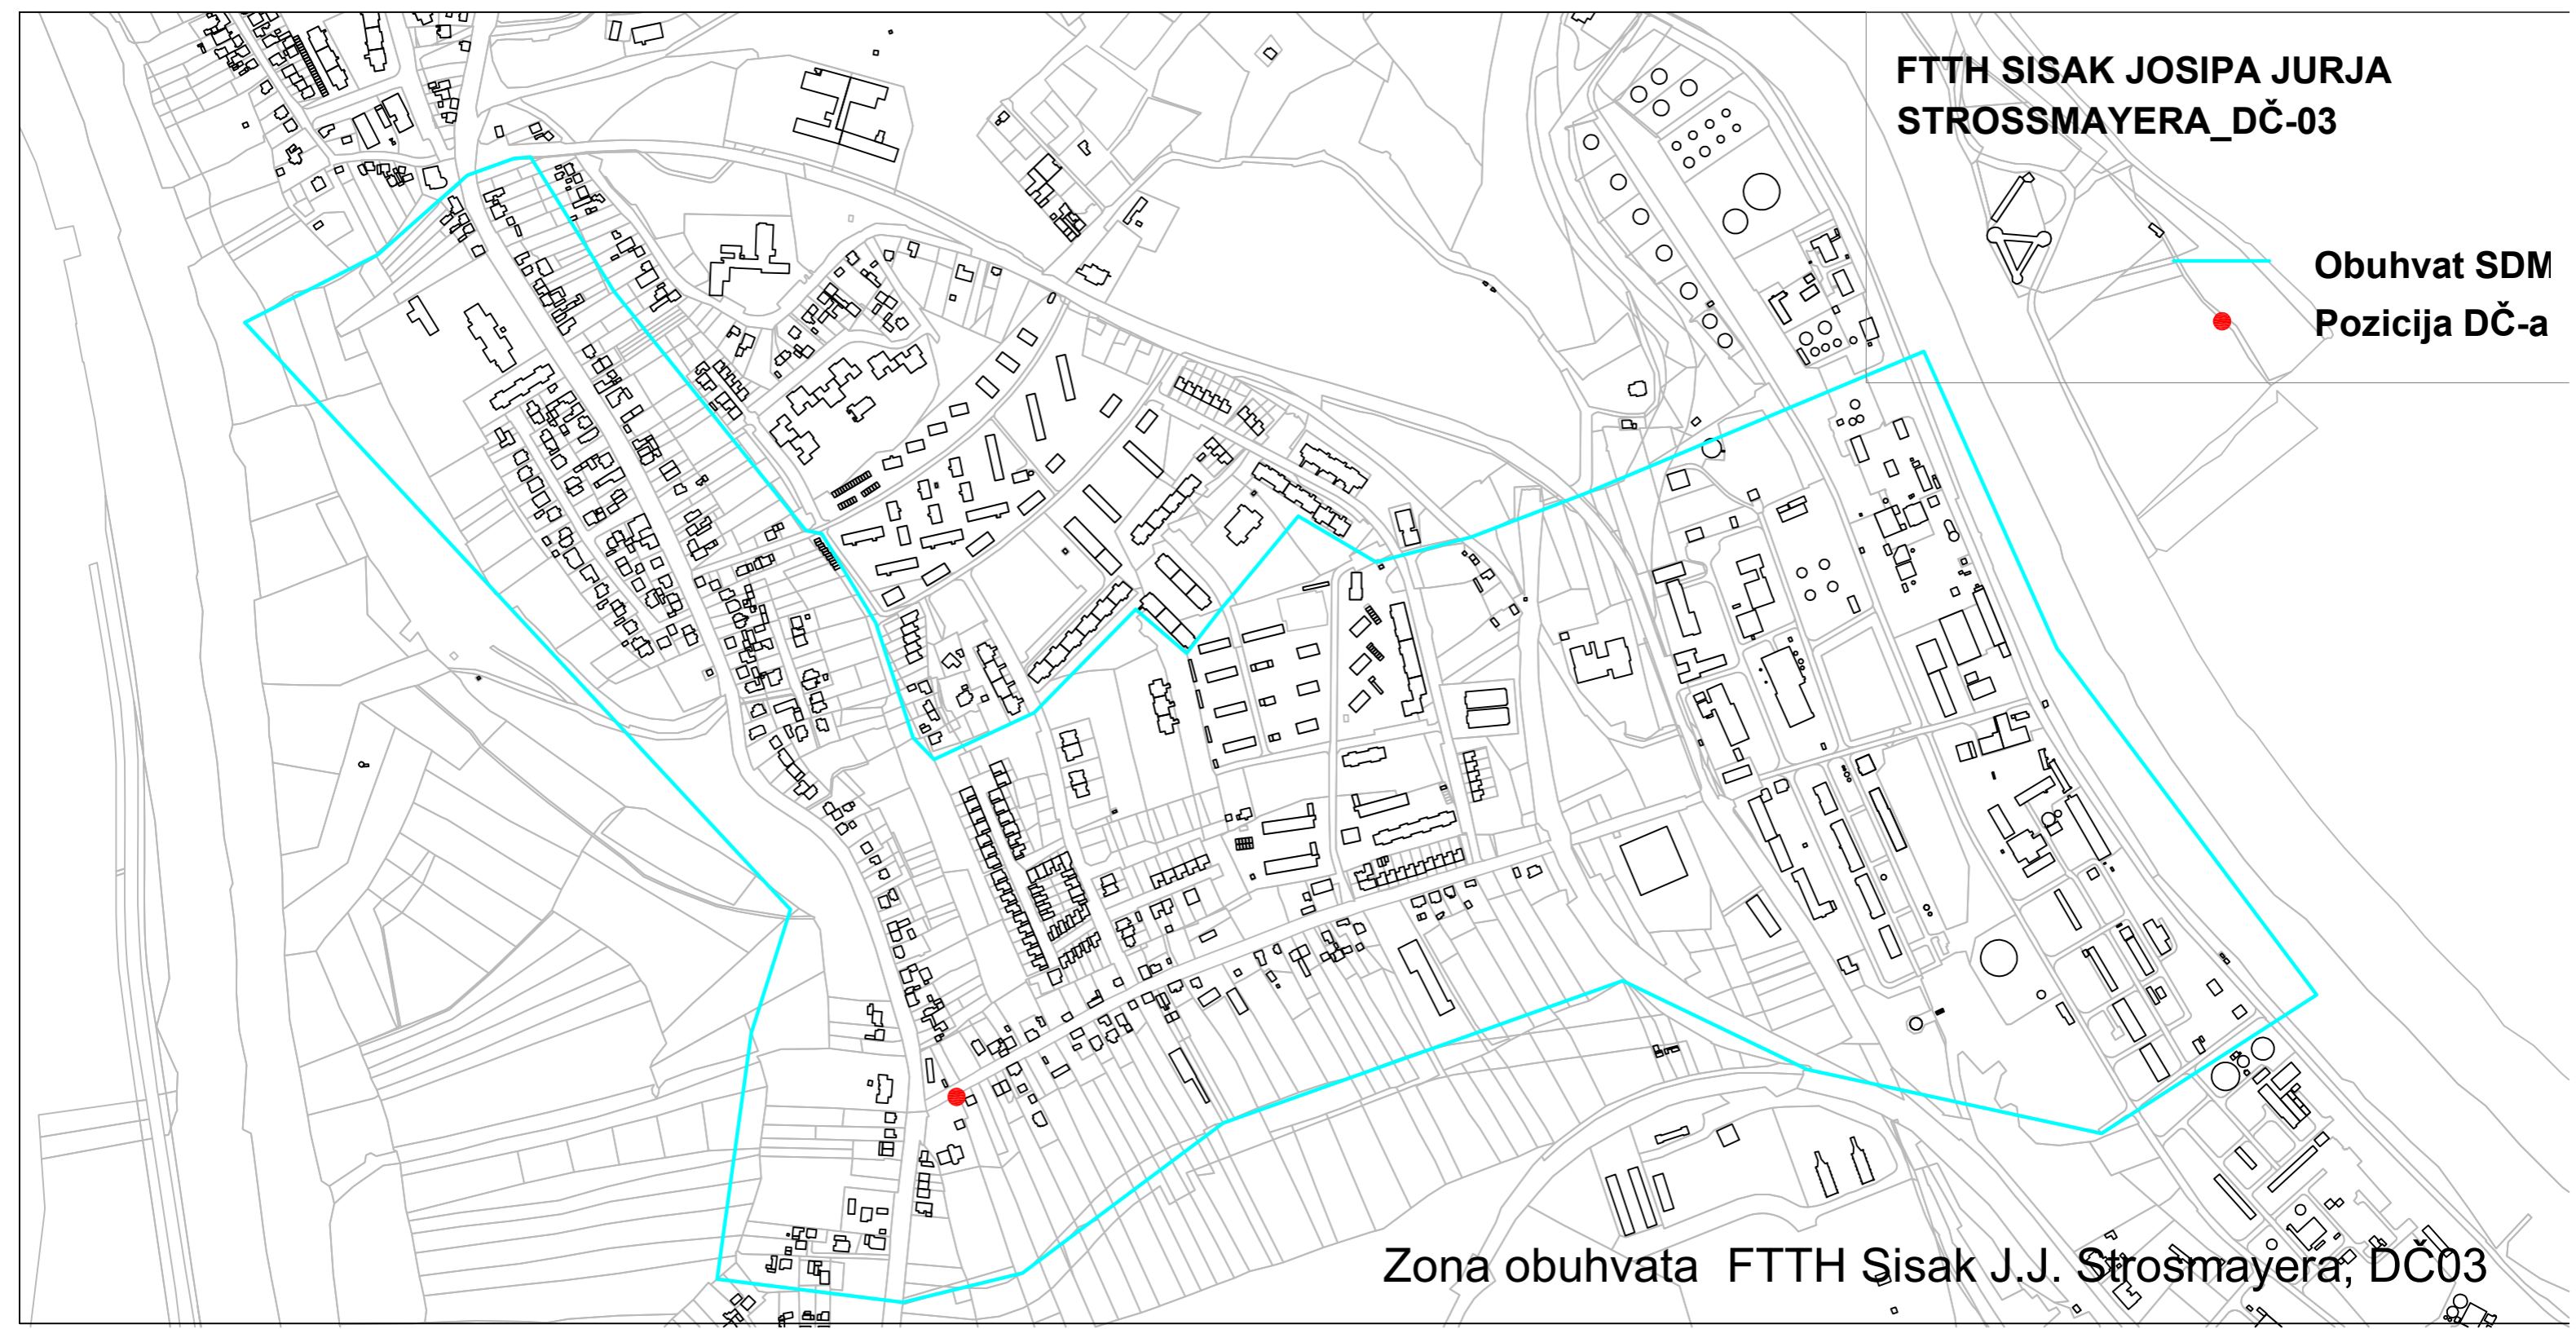 FTTH SISAK JOSIPA JURJA
STROSSMAYERA_DČ-03
Obuhvat SDM
Pozicija DČ-a
Zona obuhvata FTTH Sisak J.J. Strosmayera, DČ03